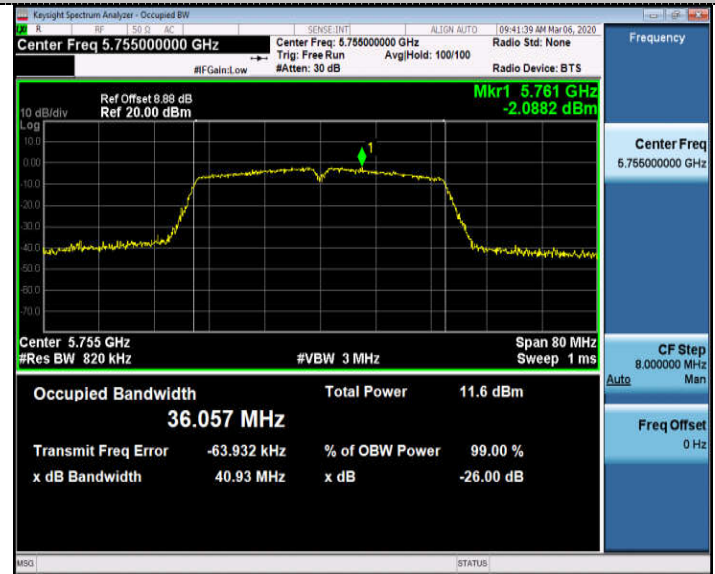 Keysight Spectrum Analyzer - Occupied BW
LXI R RF 50 Ω AC SENSE:INT ALIGN AUTO 09:41:39 AM Mar 06, 2020
Center Freq 5.755000000 GHz
Center Freq: 5.755000000 GHz
Radio Std: None
Trig: Free Run Avg|Hold: 100/100
#IFGain:Low
#Atten: 30 dB
Radio Device: BTS
Frequency
Mkr1 5.761 GHz
-2.0882 dBm
Ref Offset 8.88 dB
10 dB/div Ref 20.00 dBm
Log
10.0
0.00
-10.0
-20.0
-30.0
-40.0
-50.0
-60.0
-70.0
1
Center Freq
5.755000000 GHz
Center 5.755 GHz
Span 80 MHz
#Res BW 820 kHz
#VBW 3 MHz
Sweep 1 ms
CF Step
8.000000 MHz
Auto Man
Freq Offset
0 Hz
Occupied Bandwidth
36.057 MHz
Total Power 11.6 dBm
Transmit Freq Error -63.932 kHz
% of OBW Power 99.00 %
x dB Bandwidth 40.93 MHz
x dB -26.00 dB
MSG
STATUS